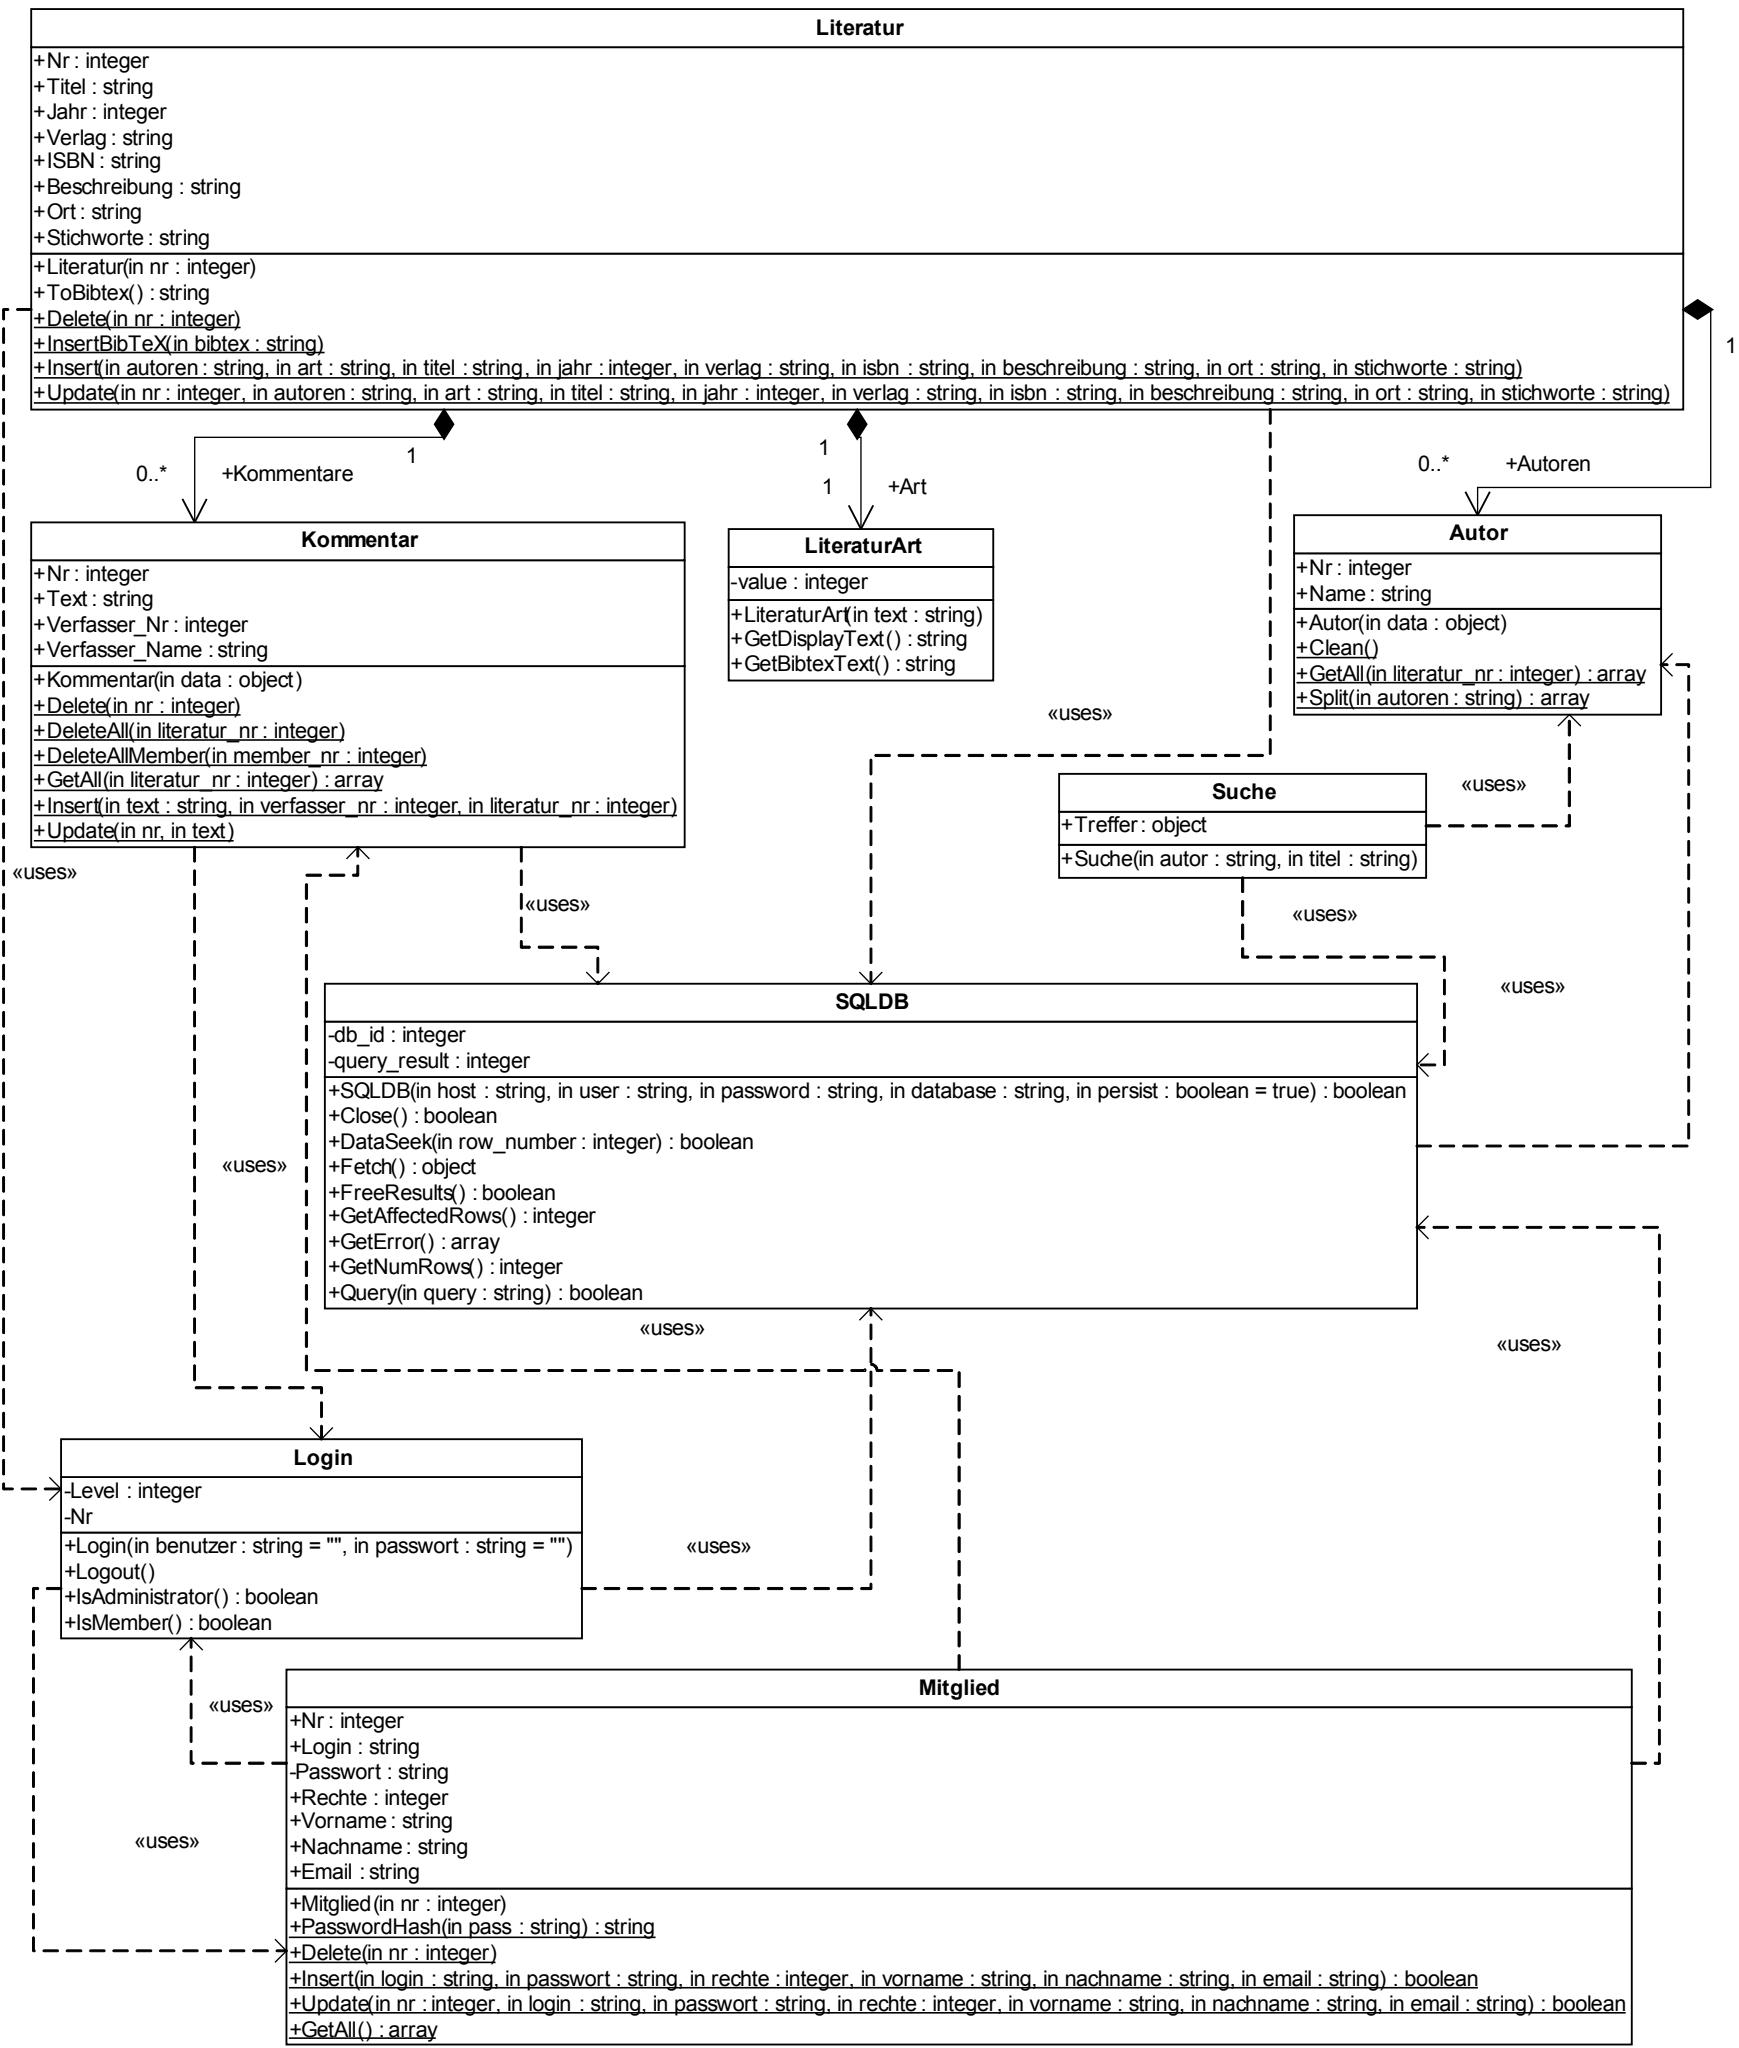 Literatur
+Nr : integer
+Titel : string
+Jahr : integer
+Verlag : string
+ISBN : string
+Beschreibung : string
+Ort : string
+Stichworte : string
+Literatur(in nr : integer)
+ToBibtex() : string
+Delete(in nr : integer)
+InsertBibTeX(in bibtex : string)
+Insert(in autoren : string, in art : string, in titel : string, in jahr : integer, in verlag : string, in isbn : string, in beschreibung : string, in ort : string, in stichworte : string)
+Update(in nr : integer, in autoren : string, in art : string, in titel : string, in jahr : integer, in verlag : string, in isbn : string, in beschreibung : string, in ort : string, in stichworte : string)
1
1
0..*
+Kommentare
1
1
+Art
0..*
+Autoren
Kommentar
+Nr : integer
+Text : string
+Verfasser_Nr : integer
+Verfasser_Name : string
+Kommentar(in data : object)
+Delete(in nr : integer)
+DeleteAll(in literatur_nr : integer)
+DeleteAllMember(in member_nr : integer)
+GetAll(in literatur_nr : integer) : array
+Insert(in text : string, in verfasser_nr : integer, in literatur_nr : integer)
+Update(in nr, in text)
LiteraturArt
-value : integer
+LiteraturArt(in text : string)
+GetDisplayText() : string
+GetBibtexText() : string
Autor
+Nr : integer
+Name : string
+Autor(in data : object)
+Clean()
+GetAll(in literatur_nr : integer) : array
+Split(in autoren : string) : array
«uses»
Suche
+Treffer : object
+Suche(in autor : string, in titel : string)
«uses»
«uses»
«uses»
«uses»
«uses»
SQLDB
-db_id : integer
-query_result : integer
+SQLDB(in host : string, in user : string, in password : string, in database : string, in persist : boolean = true) : boolean
+Close() : boolean
+DataSeek(in row_number : integer) : boolean
+Fetch() : object
+FreeResults() : boolean
+GetAffectedRows() : integer
+GetError() : array
+GetNumRows() : integer
+Query(in query : string) : boolean
«uses»
«uses»
«uses»
Login
-Level : integer
-Nr
+Login(in benutzer : string = "", in passwort : string = "")
+Logout()
+IsAdministrator() : boolean
+IsMember() : boolean
«uses»
«uses»
«uses»
Mitglied
+Nr : integer
+Login : string
-Passwort : string
+Rechte : integer
+Vorname : string
+Nachname : string
+Email : string
+Mitglied(in nr : integer)
+PasswordHash(in pass : string) : string
+Delete(in nr : integer)
+Insert(in login : string, in passwort : string, in rechte : integer, in vorname : string, in nachname : string, in email : string) : boolean
+Update(in nr : integer, in login : string, in passwort : string, in rechte : integer, in vorname : string, in nachname : string, in email : string) : boolean
+GetAll() : array